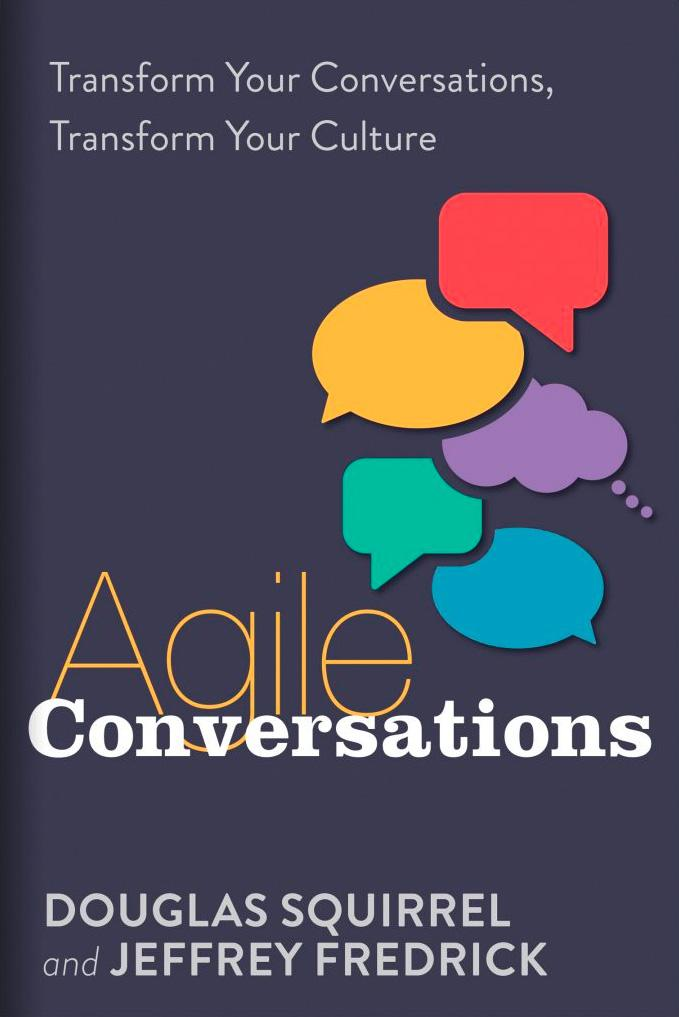 Transform Your Conversations,
Transform Your Culture
Agile
Conversations
DOUGLAS SQUIRREL
and JEFFREY FREDRICK